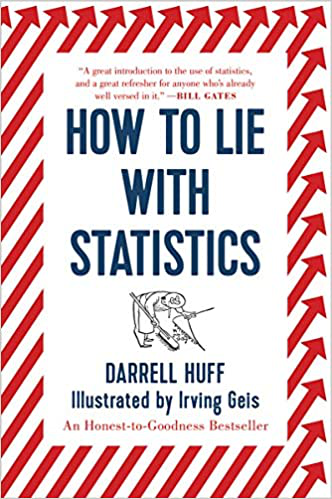 “A great introduction to the use of statistics,
and a great refresher for anyone who's already
well versed in it.” —BILL GATES
HOW TO LIE
WITH
STATISTICS
DARRELL HUFF
Illustrated by Irving Geis
An Honest-to-Goodness Bestseller